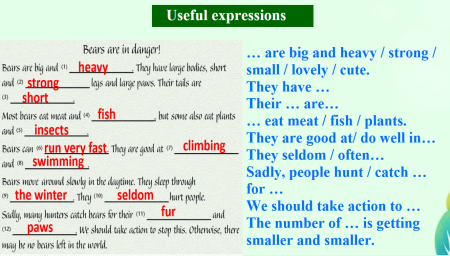 Useful expressions
Bears are in danger!
Bears are big and (1) heavy. They have large bodies, short
and (2) strong legs and large paws. Their tails are
(3) short.
Most bears eat meat and (4) fish, but some also eat plants
and (5) insects.
Bears can (6) run very fast. They are good at (7) climbing
and (8) swimming.
Bears move around slowly in the daytime. They sleep through
(9) the winter. They (10) seldom hurt people.
Sadly, many hunters catch bears for their (11) fur and
(12) paws. We should take action to stop this. Otherwise, there
may be no bears left in the world.
… are big and heavy / strong /
small / lovely / cute.
They have …
Their … are…
… eat meat / fish / plants.
They are good at/ do well in…
They seldom / often…
Sadly, people hunt / catch …
for …
We should take action to …
The number of … is getting
smaller and smaller.